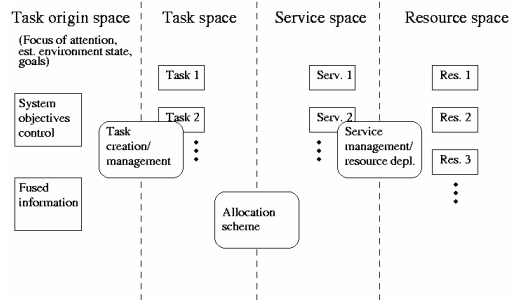 Task origin space
Task space
Service space
Resource space
(Focus of attention,
est. environment state,
goals)
Task 1
Serv. 1
Res. 1
System
objectives
control
Task 2
Serv. 2
Res. 2
Task
creation/
management
Service
management/
resource depl.
Res. 3
Fused
information
Allocation
scheme